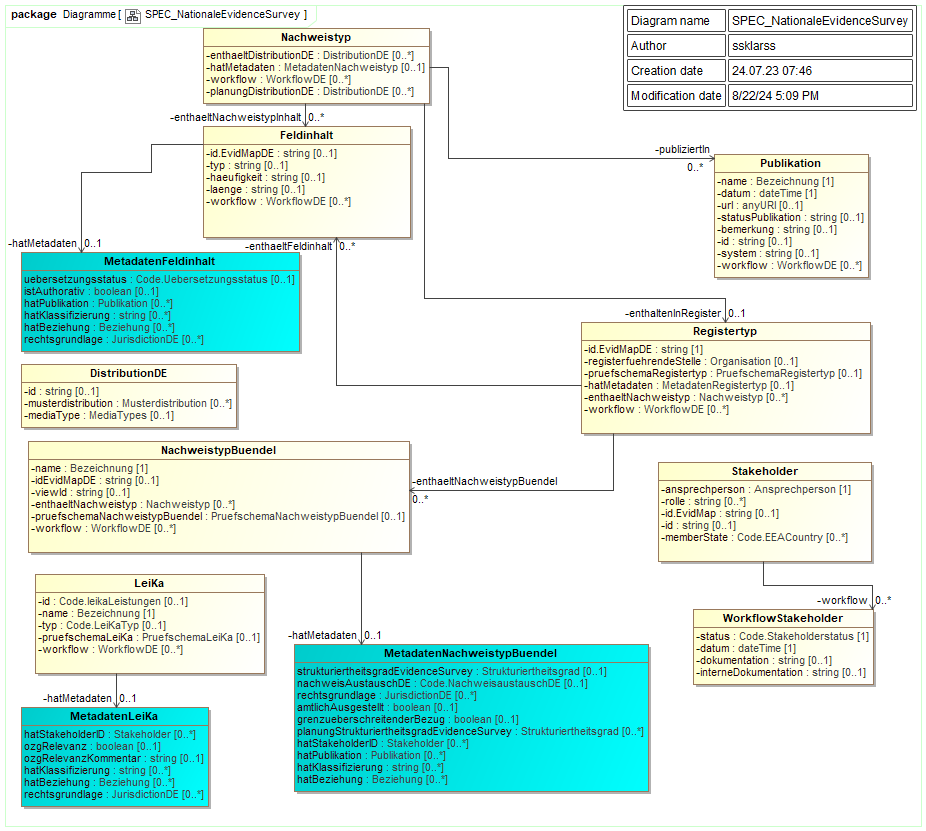 package Diagramme [ SPEC_NationaleEvidenceSurvey ]
Diagram name SPEC_NationaleEvidenceSurvey
Author ssklarss
Creation date 24.07.23 07:46
Modification date 8/22/24 5:09 PM
Nachweistyp
-enthaeltDistributionDE : DistributionDE [0..*]
-hatMetadaten : MetadatenNachweistyp [0..1]
-workflow : WorkflowDE [0..*]
-planungDistributionDE : DistributionDE [0..*]
-enthaeltNachweistypInhalt 0..*
Feldinhalt
-id.EvidMapDE : string [0..1]
-typ : string [0..1]
-haeufigkeit : string [0..1]
-laenge : string [0..1]
-workflow : WorkflowDE [0..*]
-publiziertIn
0..*
Publikation
-name : Bezeichnung [1]
-datum : dateTime [1]
-url : anyURI [0..1]
-statusPublikation : string [0..1]
-bemerkung : string [0..1]
-id : string [0..1]
-system : string [0..1]
-workflow : WorkflowDE [0..*]
-hatMetadaten 0..1
-enthaeltFeldinhalt 0..*
MetadatenFeldinhalt
uebersetzungsstatus : Code.Uebersetzungsstatus [0..1]
istAuthorativ : boolean [0..1]
hatPublikation : Publikation [0..*]
hatKlassifizierung : string [0..*]
hatBeziehung : Beziehung [0..*]
rechtsgrundlage : JurisdictionDE [0..*]
-enthaltenInRegister 0..1
Registertyp
-id.EvidMapDE : string [1]
-registerfuehrendeStelle : Organisation [0..1]
-pruefschemaRegistertyp : PruefschemaRegistertyp [0..1]
-hatMetadaten : MetadatenRegistertyp [0..1]
-enthaeltNachweistyp : Nachweistyp [0..*]
-workflow : WorkflowDE [0..*]
DistributionDE
-id : string [0..1]
-musterdistribution : Musterdistribution [0..*]
-mediaType : MediaTypes [0..1]
NachweistypBuendel
-name : Bezeichnung [1]
-idEvidMapDE : string [0..1]
-viewId : string [0..1]
-enthaeltNachweistyp : Nachweistyp [0..*]
-pruefschemaNachweistypBuendel : PruefschemaNachweistypBuendel [0..1]
-workflow : WorkflowDE [0..*]
-enthaeltNachweistypBuendel
0..*
Stakeholder
-ansprechperson : Ansprechperson [1]
-rolle : string [0..*]
-id.EvidMap : string [0..1]
-id : string [0..1]
-memberState : Code.EEACountry [0..*]
LeiKa
-id : Code.leikaLeistungen [0..1]
-name : Bezeichnung [1]
-typ : Code.LeiKaTyp [0..1]
-pruefschemaLeiKa : PruefschemaLeiKa [0..1]
-workflow : WorkflowDE [0..*]
-workflow 0..*
WorkflowStakeholder
-status : Code.Stakeholderstatus [1]
-datum : dateTime [1]
-dokumentation : string [0..1]
-interneDokumentation : string [0..1]
-hatMetadaten 0..1
MetadatenNachweistypBuendel
strukturiertheitsgradEvidenceSurvey : Strukturiertheitsgrad [0..1]
nachweisAustauschDE : Code.NachweisaustauschDE [0..1]
rechtsgrundlage : JurisdictionDE [0..*]
amtlichAusgestellt : boolean [0..1]
grenzueberschreitenderBezug : boolean [0..1]
planungStrukturiertheitsgradEvidenceSurvey : Strukturiertheitsgrad [0..*]
hatStakeholderID : Stakeholder [0..*]
hatPublikation : Publikation [0..*]
hatKlassifizierung : string [0..*]
hatBeziehung : Beziehung [0..*]
-hatMetadaten 0..1
MetadatenLeiKa
hatStakeholderID : Stakeholder [0..*]
ozgRelevanz : boolean [0..1]
ozgRelevanzKommentar : string [0..1]
hatKlassifizierung : string [0..*]
hatBeziehung : Beziehung [0..*]
rechtsgrundlage : JurisdictionDE [0..*]